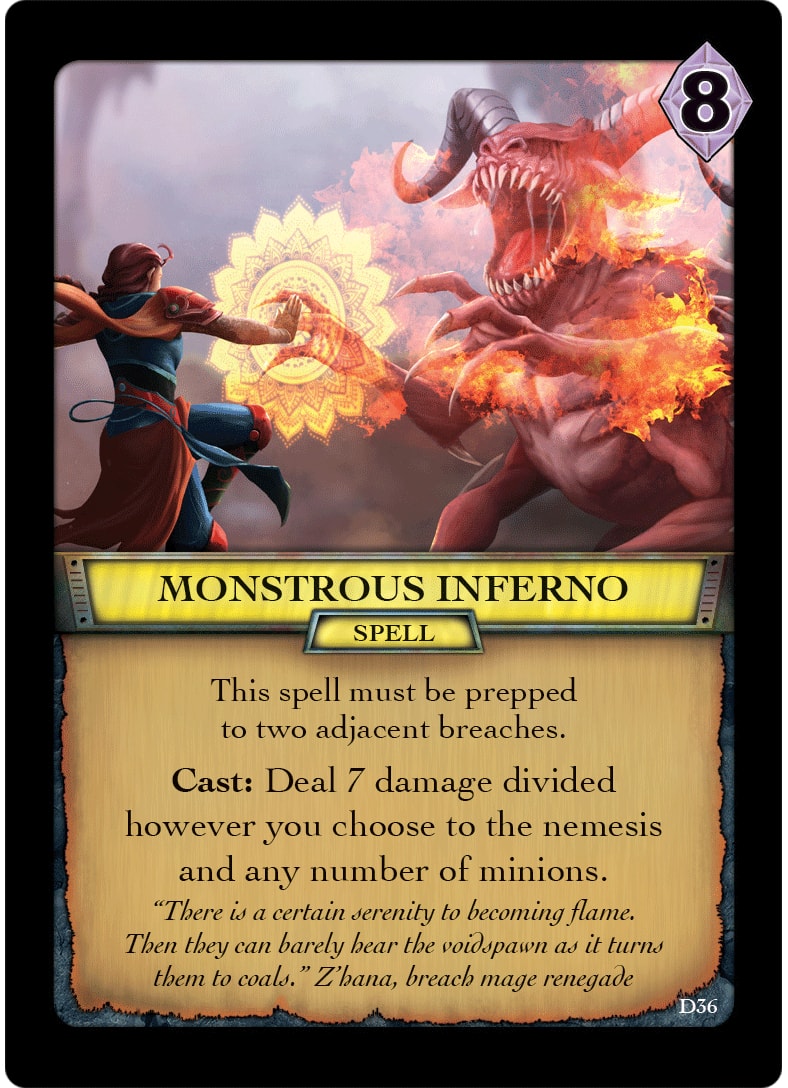 8
MONSTROUS INFERNO
SPELL
This spell must be prepped
to two adjacent breaches.
Cast: Deal 7 damage divided
however you choose to the nemesis
and any number of minions.
“There is a certain serenity to becoming flame.
Then they can barely hear the voidspawn as it turns
them to coals.” Z’hana, breach mage renegade
D36